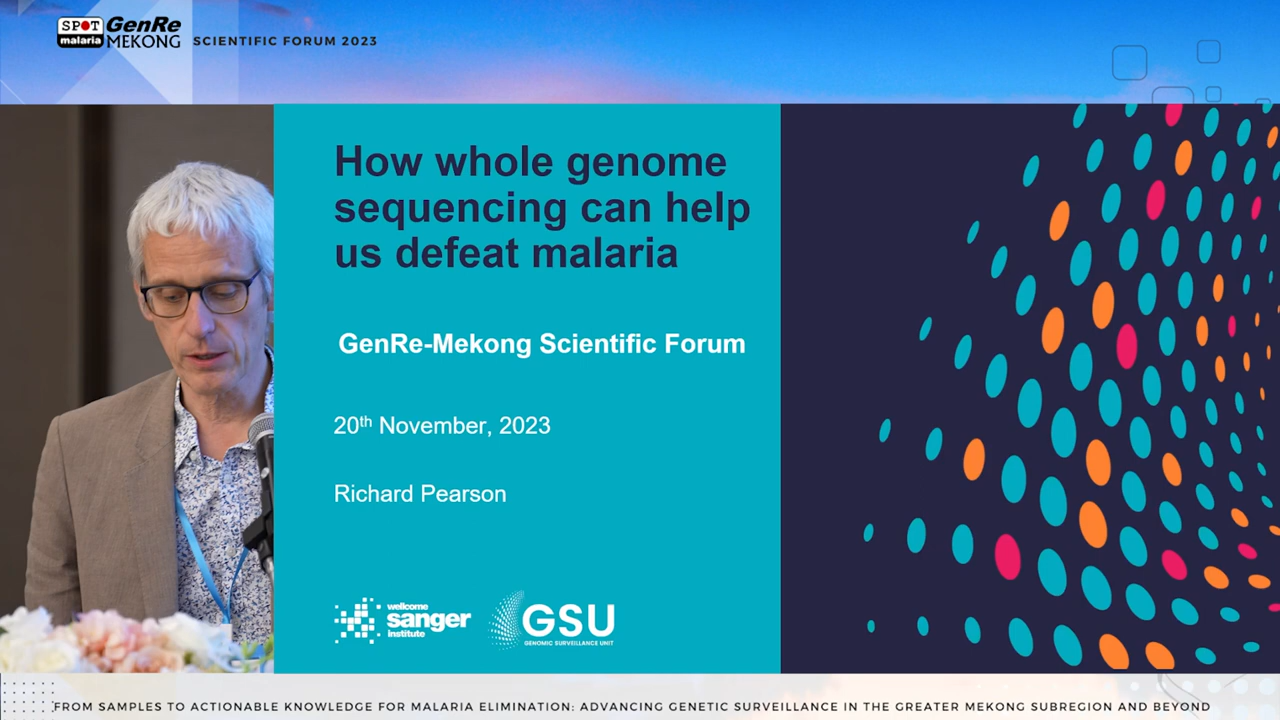 SPOT malaria GenRe MEKONG SCIENTIFIC FORUM 2023
How whole genome
sequencing can help
us defeat malaria
GenRe-Mekong Scientific Forum
20th November, 2023
Richard Pearson
wellcome
sanger
institute
GSU
GENOMIC SURVEILLANCE UNIT
FROM SAMPLES TO ACTIONABLE KNOWLEDGE FOR MALARIA ELIMINATION: ADVANCING GENETIC SURVEILLANCE IN THE GREATER MEKONG SUBREGION AND BEYOND